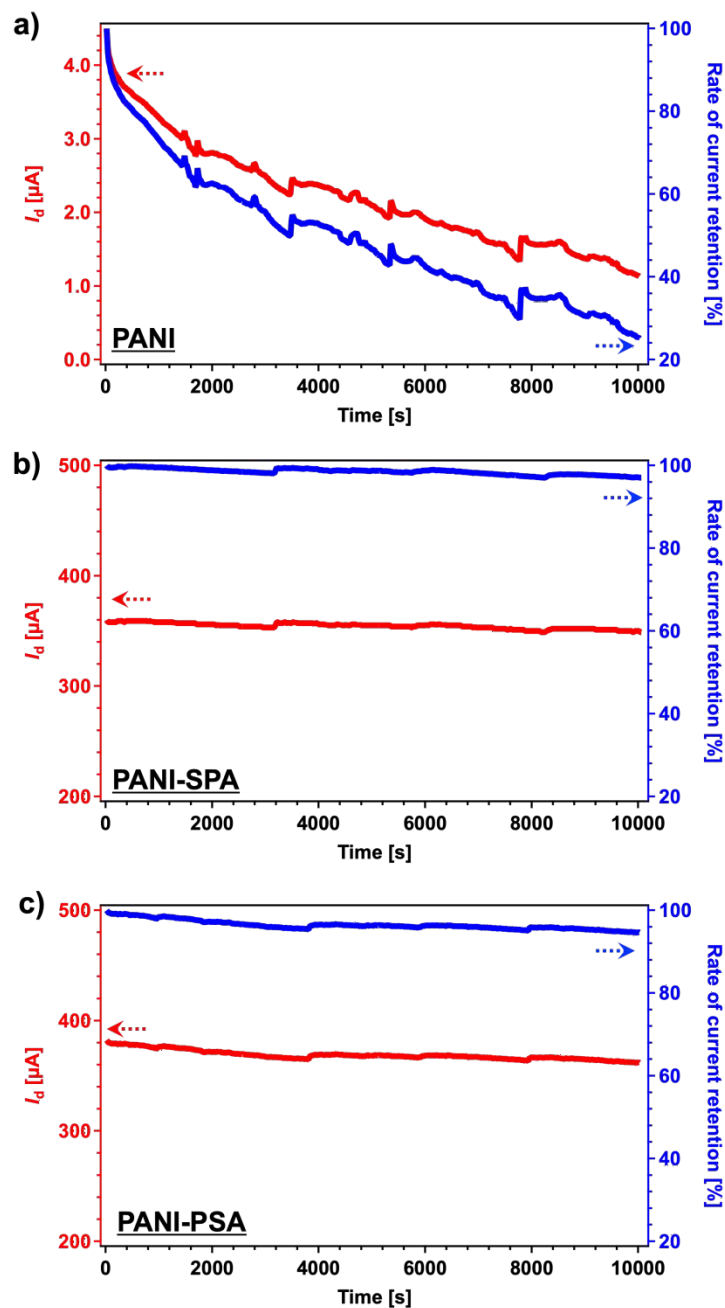 a)
4.0
3.0
2.0
1.0
0.0
Id [µA]
100
80
60
40
20
Rate of current retention [%]
PANI
0 2000 4000 6000 8000 10000
Time [s]
b)
500
400
300
200
Id [µA]
100
80
60
40
20
Rate of current retention [%]
PANI-SPA
0 2000 4000 6000 8000 10000
Time [s]
c)
500
400
300
200
Id [µA]
100
80
60
40
20
Rate of current retention [%]
PANI-PSA
0 2000 4000 6000 8000 10000
Time [s]